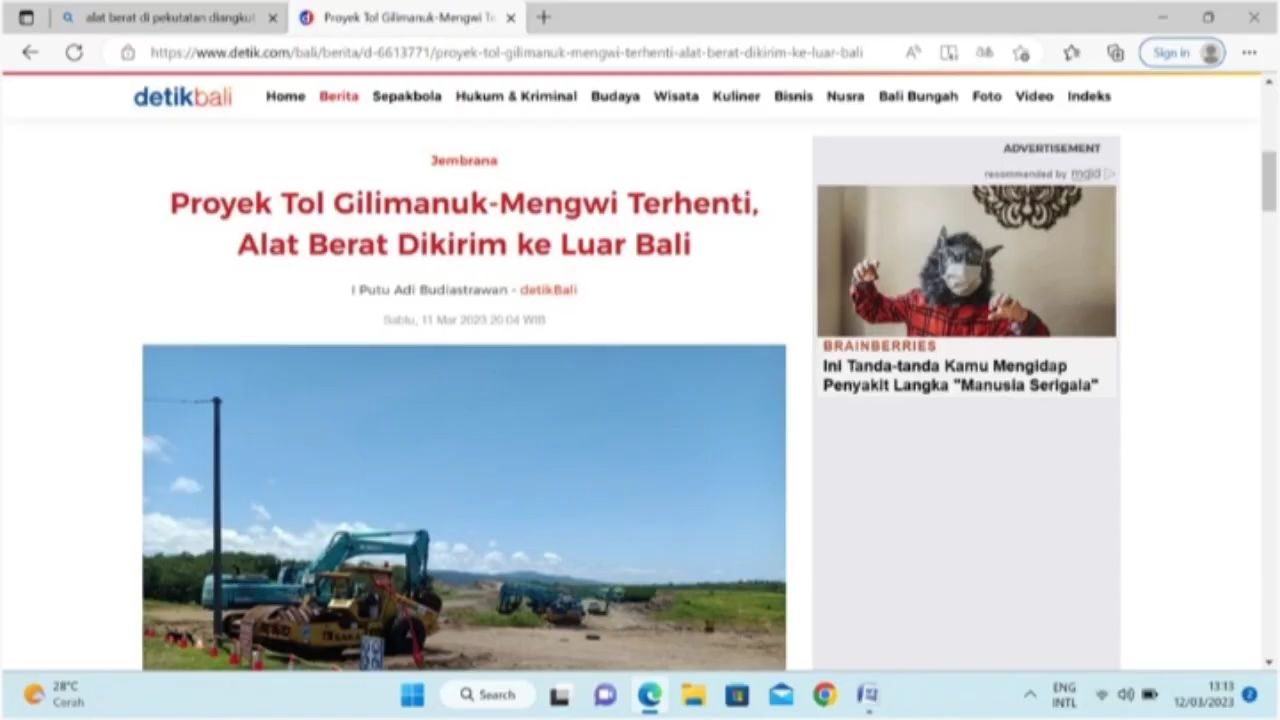 alat berat di pekutatan diangkut
Proyek Tol Gilimanuk-Mengwi Te
https://www.detik.com/bali/berita/d-6613771/proyek-tol-gilimanuk-mengwi-terhenti-alat-berat-dikirim-ke-luar-bali
Sign in
detikbali
Home Berita Sepakbola Hukum & Kriminal Budaya Wisata Kuliner Bisnis Nusra Bali Bungah Foto Video Indeks
Jembrana
Proyek Tol Gilimanuk-Mengwi Terhenti,
Alat Berat Dikirim ke Luar Bali
I Putu Adi Budiastrawan - detikBali
Sabtu, 11 Mar 2023 20:04 WIB
ADVERTISEMENT
recommended by mgid
BRAINBERRIES
Ini Tanda-tanda Kamu Mengidap
Penyakit Langka "Manusia Serigala"
28°C
Cerah
Search
ENG
INTL
13:13
12/03/2023
2